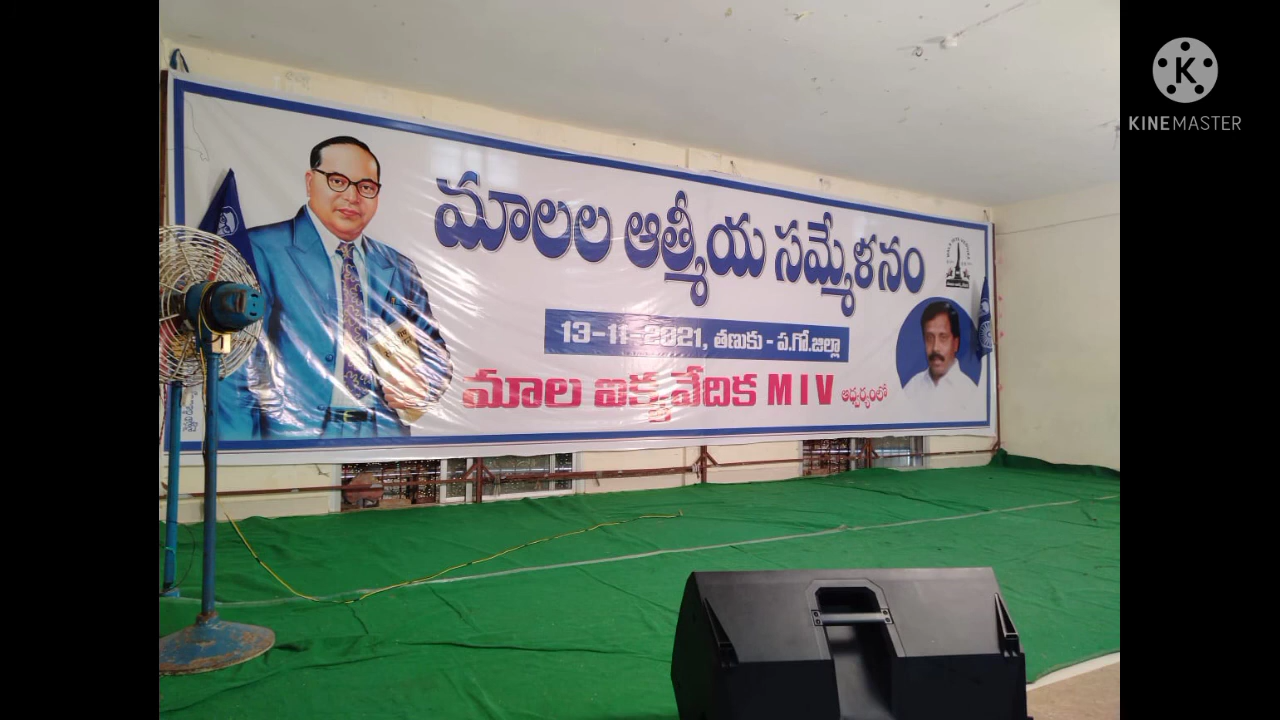 మాలల ఆత్మీయ సమ్మేళనం
13-11-2021, తణుకు - ప.గో.జిల్లా
మాల ఐక్యవేదిక MIV ఆధ్వర్యంలో
K
KINEMASTER